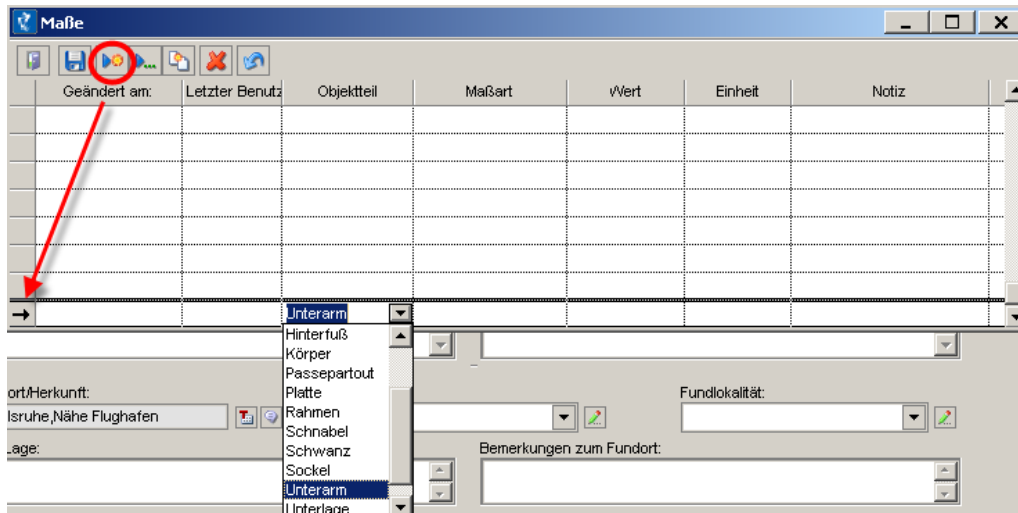 Maße
Geändert am: Letzter Benutz Objektteil Maßart Wert Einheit Notiz
Unterarm
Hinterfuß
Körper
Passepartout
Platte
Rahmen
Schnabel
Schwanz
Sockel
Unterarm
Unterlage
ort/Herkunft: Fundlokalität:
lsruhe,Nähe Flughafen
Lage: Bemerkungen zum Fundort: